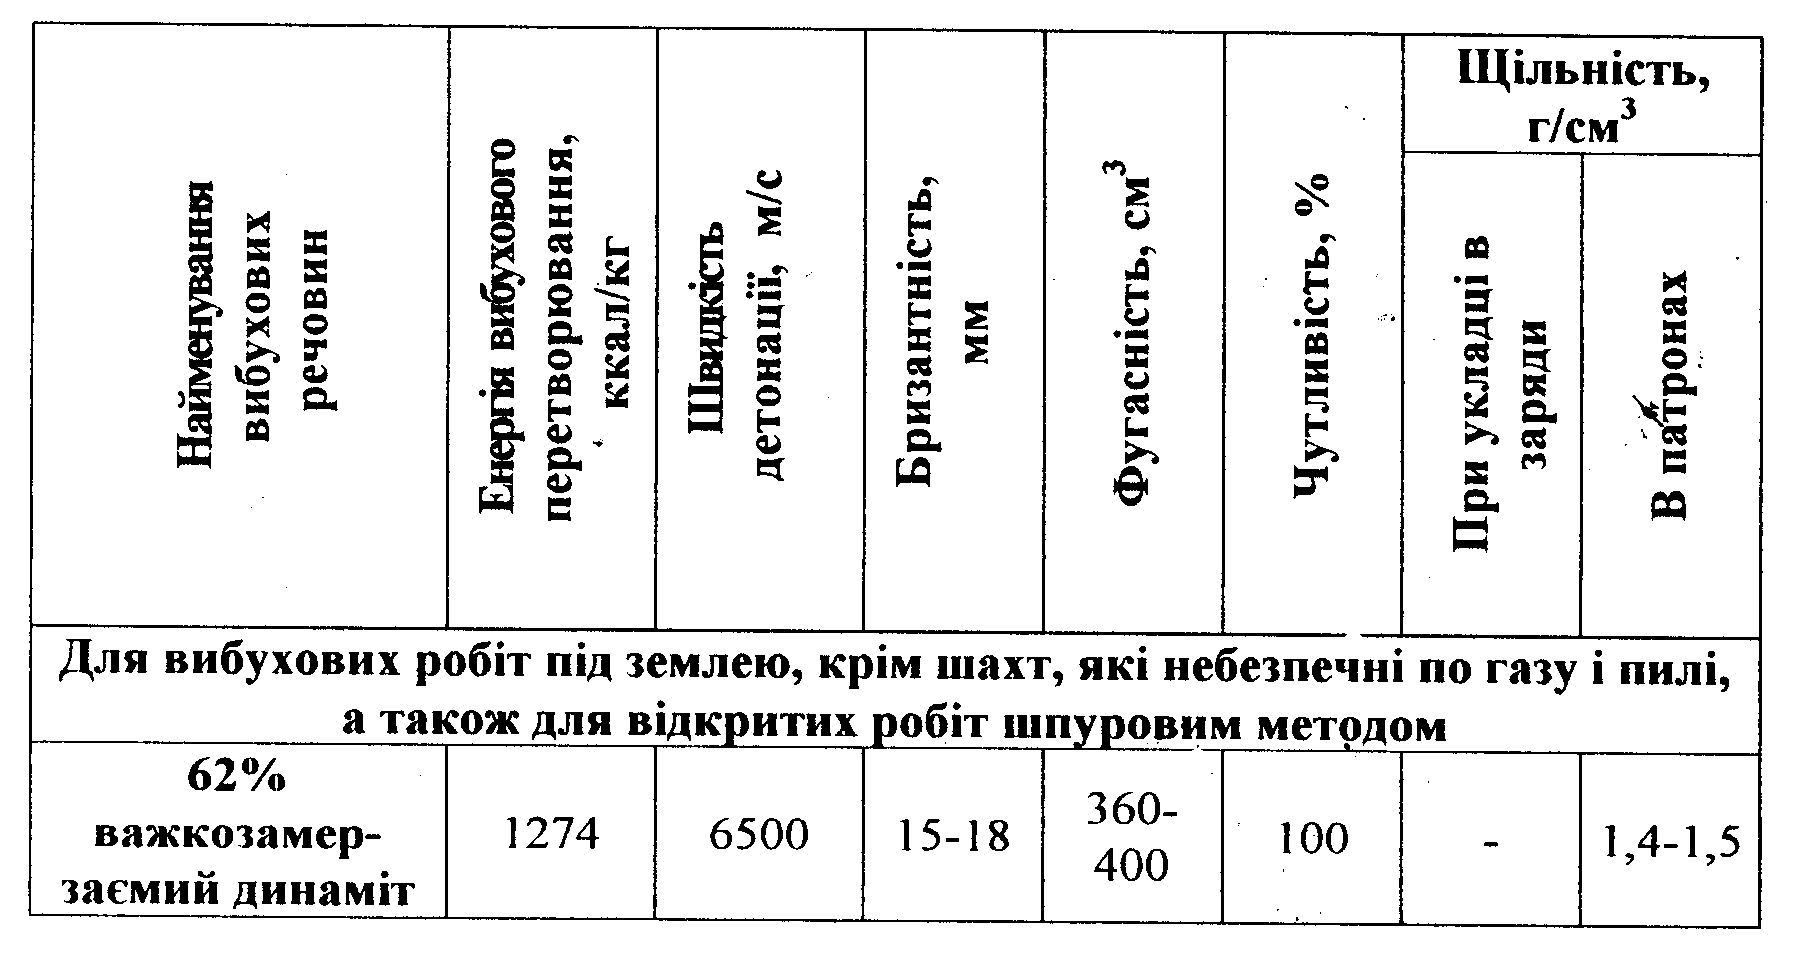 Найменування
вибухових
речовин
Енергія вибухового
перетворювання,
ккал/кг
Швидкість
детонації, м/с
Бризантність,
мм
Фугасність, см³
Чутливість, %
Щільність,
г/см³
При укладці в
заряди
В патронах
Для вибухових робіт під землею, крім шахт, які небезпечні по газу і пилі,
а також для відкритих робіт шпуровим методом
62%
важкозамер-
заємий динаміт
1274
6500
15-18
360-
400
100
-
1,4-1,5